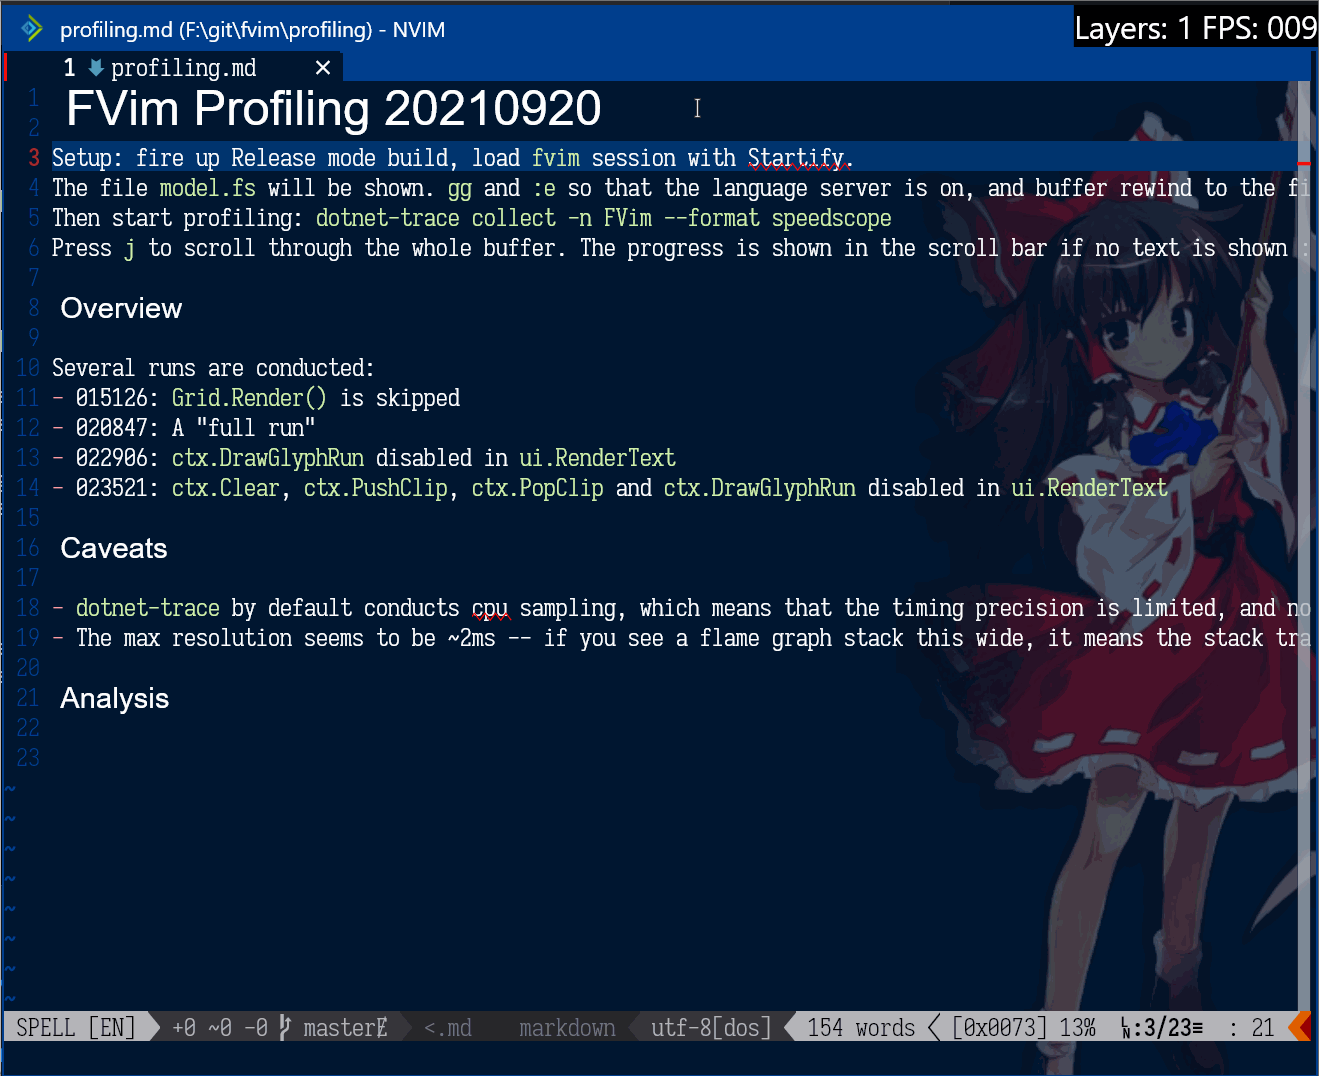 profiling.md (F:\git\fvim\profiling) - NVIM
Layers: 1 FPS: 009
1 profiling.md ✕
1 FVim Profiling 20210920
2
3 Setup: fire up Release mode build, load fvim session with Startify.
4 The file model.fs will be shown. gg and :e so that the language server is on, and buffer rewind to the fi
5 Then start profiling: dotnet-trace collect -n FVim --format speedscope
6 Press j to scroll through the whole buffer. The progress is shown in the scroll bar if no text is shown :
7
8 Overview
9
10 Several runs are conducted:
11 - 015126: Grid.Render() is skipped
12 - 020847: A "full run"
13 - 022906: ctx.DrawGlyphRun disabled in ui.RenderText
14 - 023521: ctx.Clear, ctx.PushClip, ctx.PopClip and ctx.DrawGlyphRun disabled in ui.RenderText
15
16 Caveats
17
18 - dotnet-trace by default conducts cpu sampling, which means that the timing precision is limited, and no
19 - The max resolution seems to be ~2ms -- if you see a flame graph stack this wide, it means the stack tra
20
21 Analysis
22
23
~
~
~
~
~
~
~
~
SPELL [EN] +0 ~0 -0 master <.md markdown utf-8[dos] 154 words [0x0073] 13% LN:3/23≡ : 21